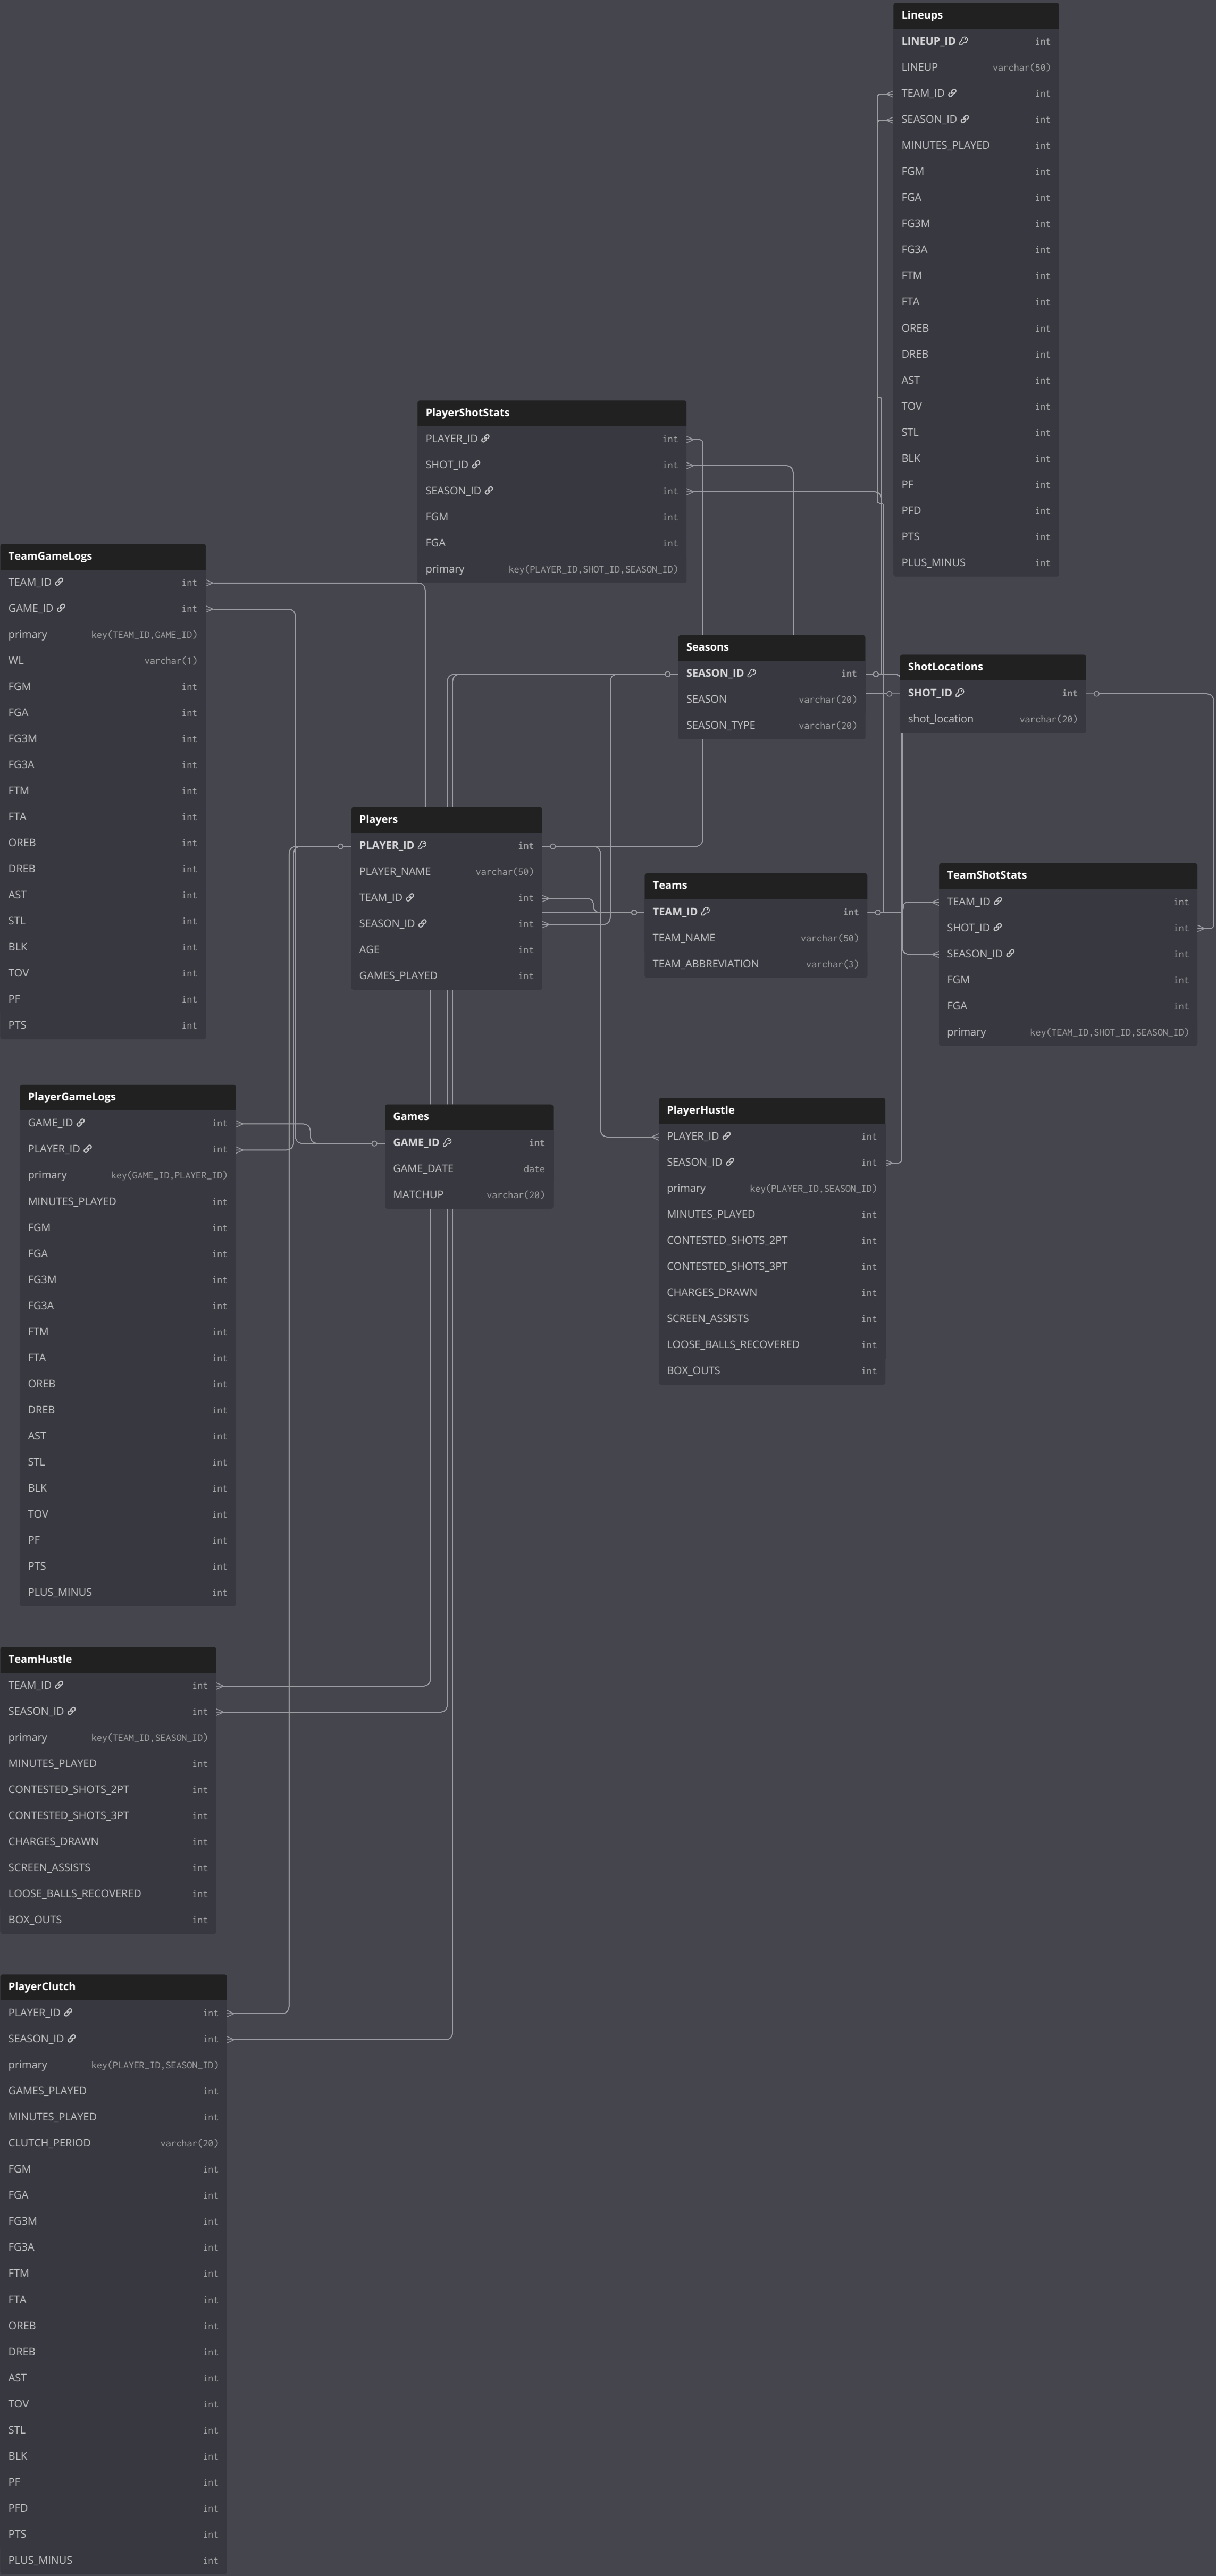 Lineups
LINEUP_ID int
LINEUP varchar(50)
TEAM_ID int
SEASON_ID int
MINUTES_PLAYED int
FGM int
FGA int
FG3M int
FG3A int
FTM int
FTA int
OREB int
DREB int
AST int
TOV int
STL int
BLK int
PF int
PFD int
PTS int
PLUS_MINUS int
PlayerShotStats
PLAYER_ID int
SHOT_ID int
SEASON_ID int
FGM int
FGA int
primary key(PLAYER_ID,SHOT_ID,SEASON_ID)
TeamGameLogs
TEAM_ID int
GAME_ID int
primary key(TEAM_ID,GAME_ID)
WL varchar(1)
FGM int
FGA int
FG3M int
FG3A int
FTM int
FTA int
OREB int
DREB int
AST int
STL int
BLK int
TOV int
PF int
PTS int
Seasons
SEASON_ID int
SEASON varchar(20)
SEASON_TYPE varchar(20)
ShotLocations
SHOT_ID int
shot_location varchar(20)
Players
PLAYER_ID int
PLAYER_NAME varchar(50)
TEAM_ID int
SEASON_ID int
AGE int
GAMES_PLAYED int
Teams
TEAM_ID int
TEAM_NAME varchar(50)
TEAM_ABBREVIATION varchar(3)
TeamShotStats
TEAM_ID int
SHOT_ID int
SEASON_ID int
FGM int
FGA int
primary key(TEAM_ID,SHOT_ID,SEASON_ID)
PlayerGameLogs
GAME_ID int
PLAYER_ID int
primary key(GAME_ID,PLAYER_ID)
MINUTES_PLAYED int
FGM int
FGA int
FG3M int
FG3A int
FTM int
FTA int
OREB int
DREB int
AST int
STL int
BLK int
TOV int
PF int
PTS int
PLUS_MINUS int
Games
GAME_ID int
GAME_DATE date
MATCHUP varchar(20)
PlayerHustle
PLAYER_ID int
SEASON_ID int
primary key(PLAYER_ID,SEASON_ID)
MINUTES_PLAYED int
CONTESTED_SHOTS_2PT int
CONTESTED_SHOTS_3PT int
CHARGES_DRAWN int
SCREEN_ASSISTS int
LOOSE_BALLS_RECOVERED int
BOX_OUTS int
TeamHustle
TEAM_ID int
SEASON_ID int
primary key(TEAM_ID,SEASON_ID)
MINUTES_PLAYED int
CONTESTED_SHOTS_2PT int
CONTESTED_SHOTS_3PT int
CHARGES_DRAWN int
SCREEN_ASSISTS int
LOOSE_BALLS_RECOVERED int
BOX_OUTS int
PlayerClutch
PLAYER_ID int
SEASON_ID int
primary key(PLAYER_ID,SEASON_ID)
GAMES_PLAYED int
MINUTES_PLAYED int
CLUTCH_PERIOD varchar(20)
FGM int
FGA int
FG3M int
FG3A int
FTM int
FTA int
OREB int
DREB int
AST int
TOV int
STL int
BLK int
PF int
PFD int
PTS int
PLUS_MINUS int